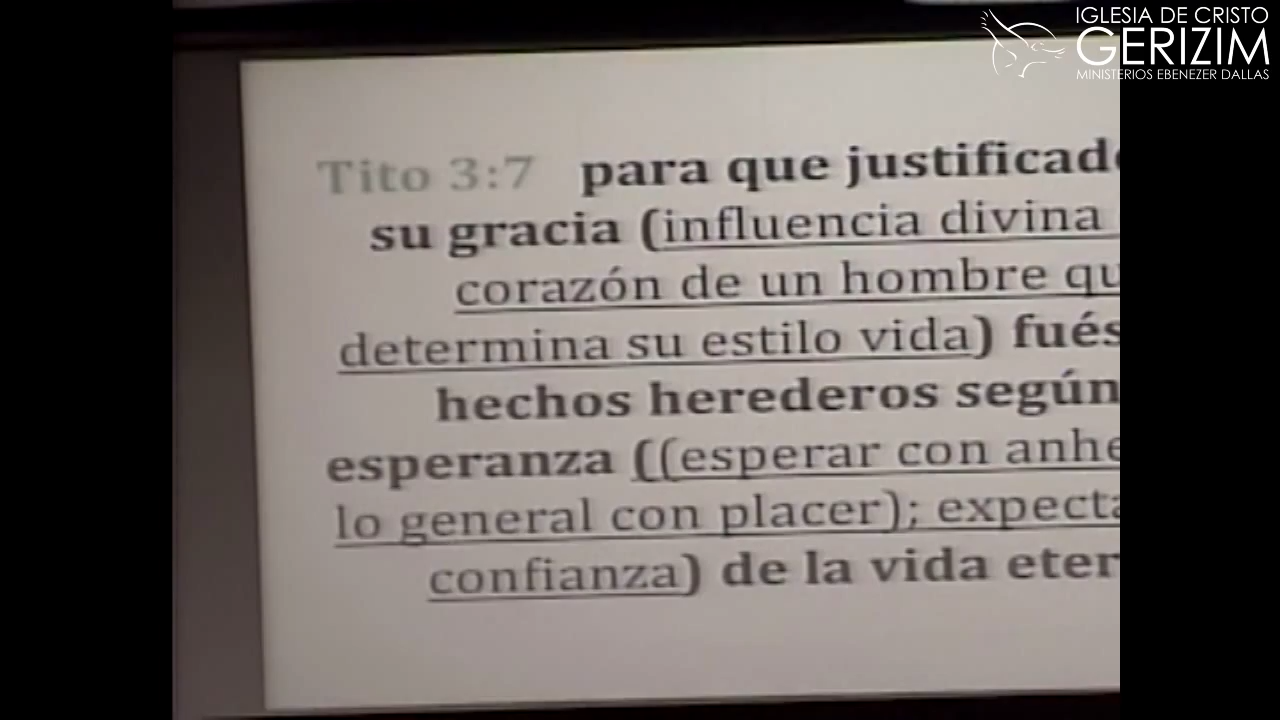 IGLESIA DE CRISTO
GERIZIM
MINISTERIOS EBENEZER DALLAS
Tito 3:7 para que justificad
su gracia (influencia divina
corazón de un hombre qu
determina su estilo vida) fués
hechos herederos según
esperanza ((esperar con anhe
lo general con placer); expecta
confianza) de la vida eter